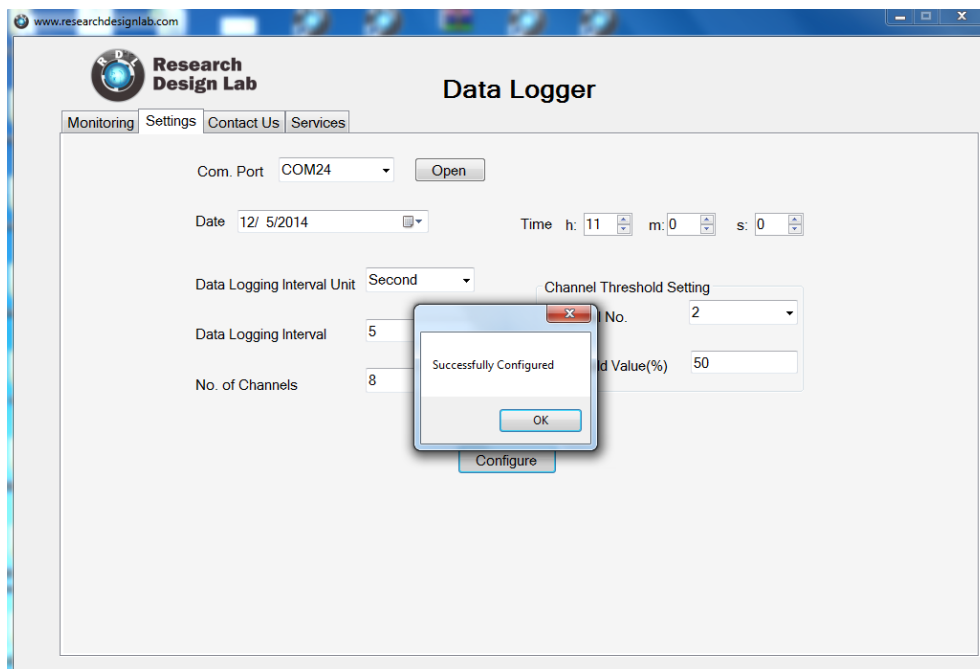 www.researchdesignlab.com
RDL
Research
Design Lab
Data Logger
Monitoring Settings Contact Us Services
Com. Port COM24 Open
Date 12/ 5/2014 Time h: 11 m: 0 s: 0
Data Logging Interval Unit Second
Channel Threshold Setting
No. 2
Data Logging Interval 5
Successfully Configured
Value(%) 50
No. of Channels 8
OK
Configure